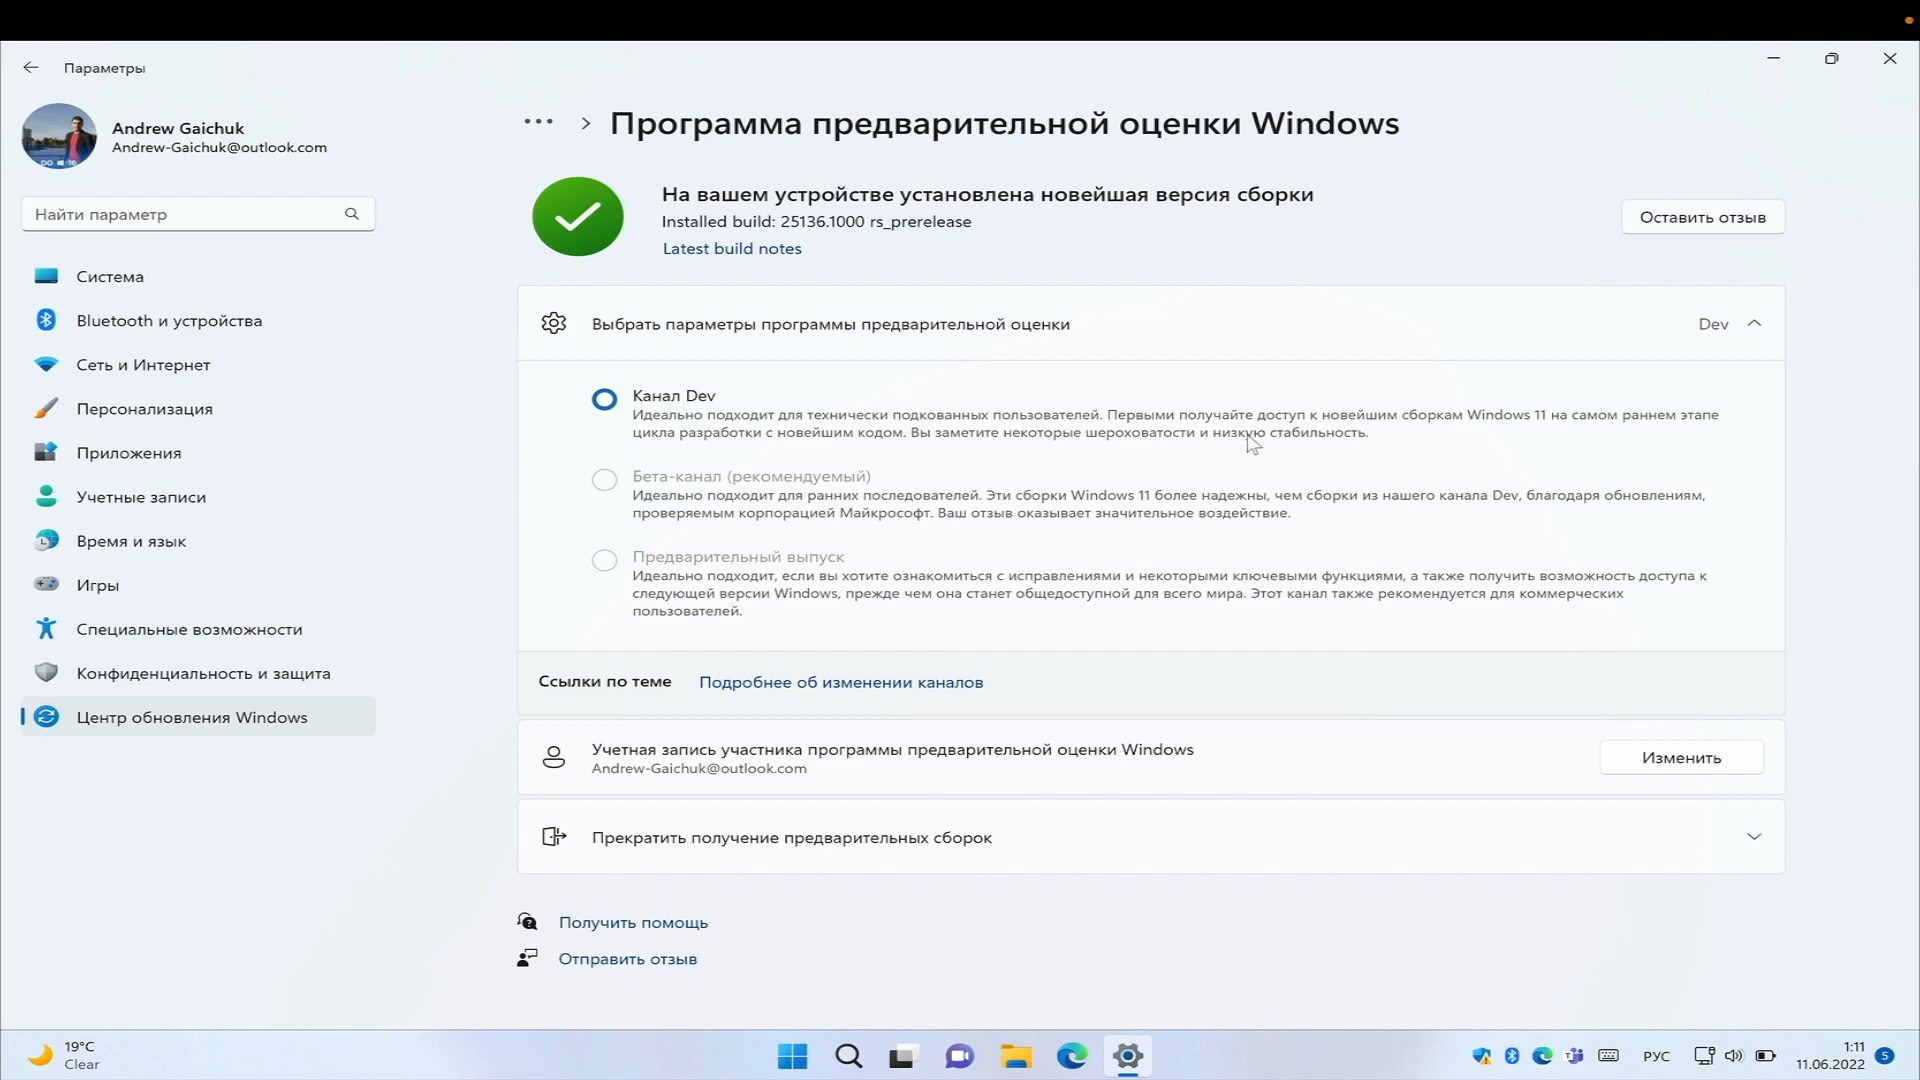 Параметры
Andrew Gaichuk
Andrew-Gaichuk@outlook.com
Найти параметр
Система
Bluetooth и устройства
Сеть и Интернет
Персонализация
Приложения
Учетные записи
Время и язык
Игры
Специальные возможности
Конфиденциальность и защита
Центр обновления Windows
Программа предварительной оценки Windows
На вашем устройстве установлена новейшая версия сборки
Installed build: 25136.1000 rs_prerelease
Latest build notes
Оставить отзыв
Выбрать параметры программы предварительной оценки
Dev
Канал Dev
Идеально подходит для технически подкованных пользователей. Первыми получайте доступ к новейшим сборкам Windows 11 на самом раннем этапе
цикла разработки с новейшим кодом. Вы заметите некоторые шероховатости и низкую стабильность.
Бета-канал (рекомендуемый)
Идеально подходит для ранних последователей. Эти сборки Windows 11 более надежны, чем сборки из нашего канала Dev, благодаря обновлениям,
проверяемым корпорацией Майкрософт. Ваш отзыв оказывает значительное воздействие.
Предварительный выпуск
Идеально подходит, если вы хотите ознакомиться с исправлениями и некоторыми ключевыми функциями, а также получить возможность доступа к
следующей версии Windows, прежде чем она станет общедоступной для всего мира. Этот канал также рекомендуется для коммерческих
пользователей.
Ссылки по теме
Подробнее об изменении каналов
Учетная запись участника программы предварительной оценки Windows
Andrew-Gaichuk@outlook.com
Изменить
Прекратить получение предварительных сборок
Получить помощь
Отправить отзыв
19°C
Clear
РУС
1:11
11.06.2022
5